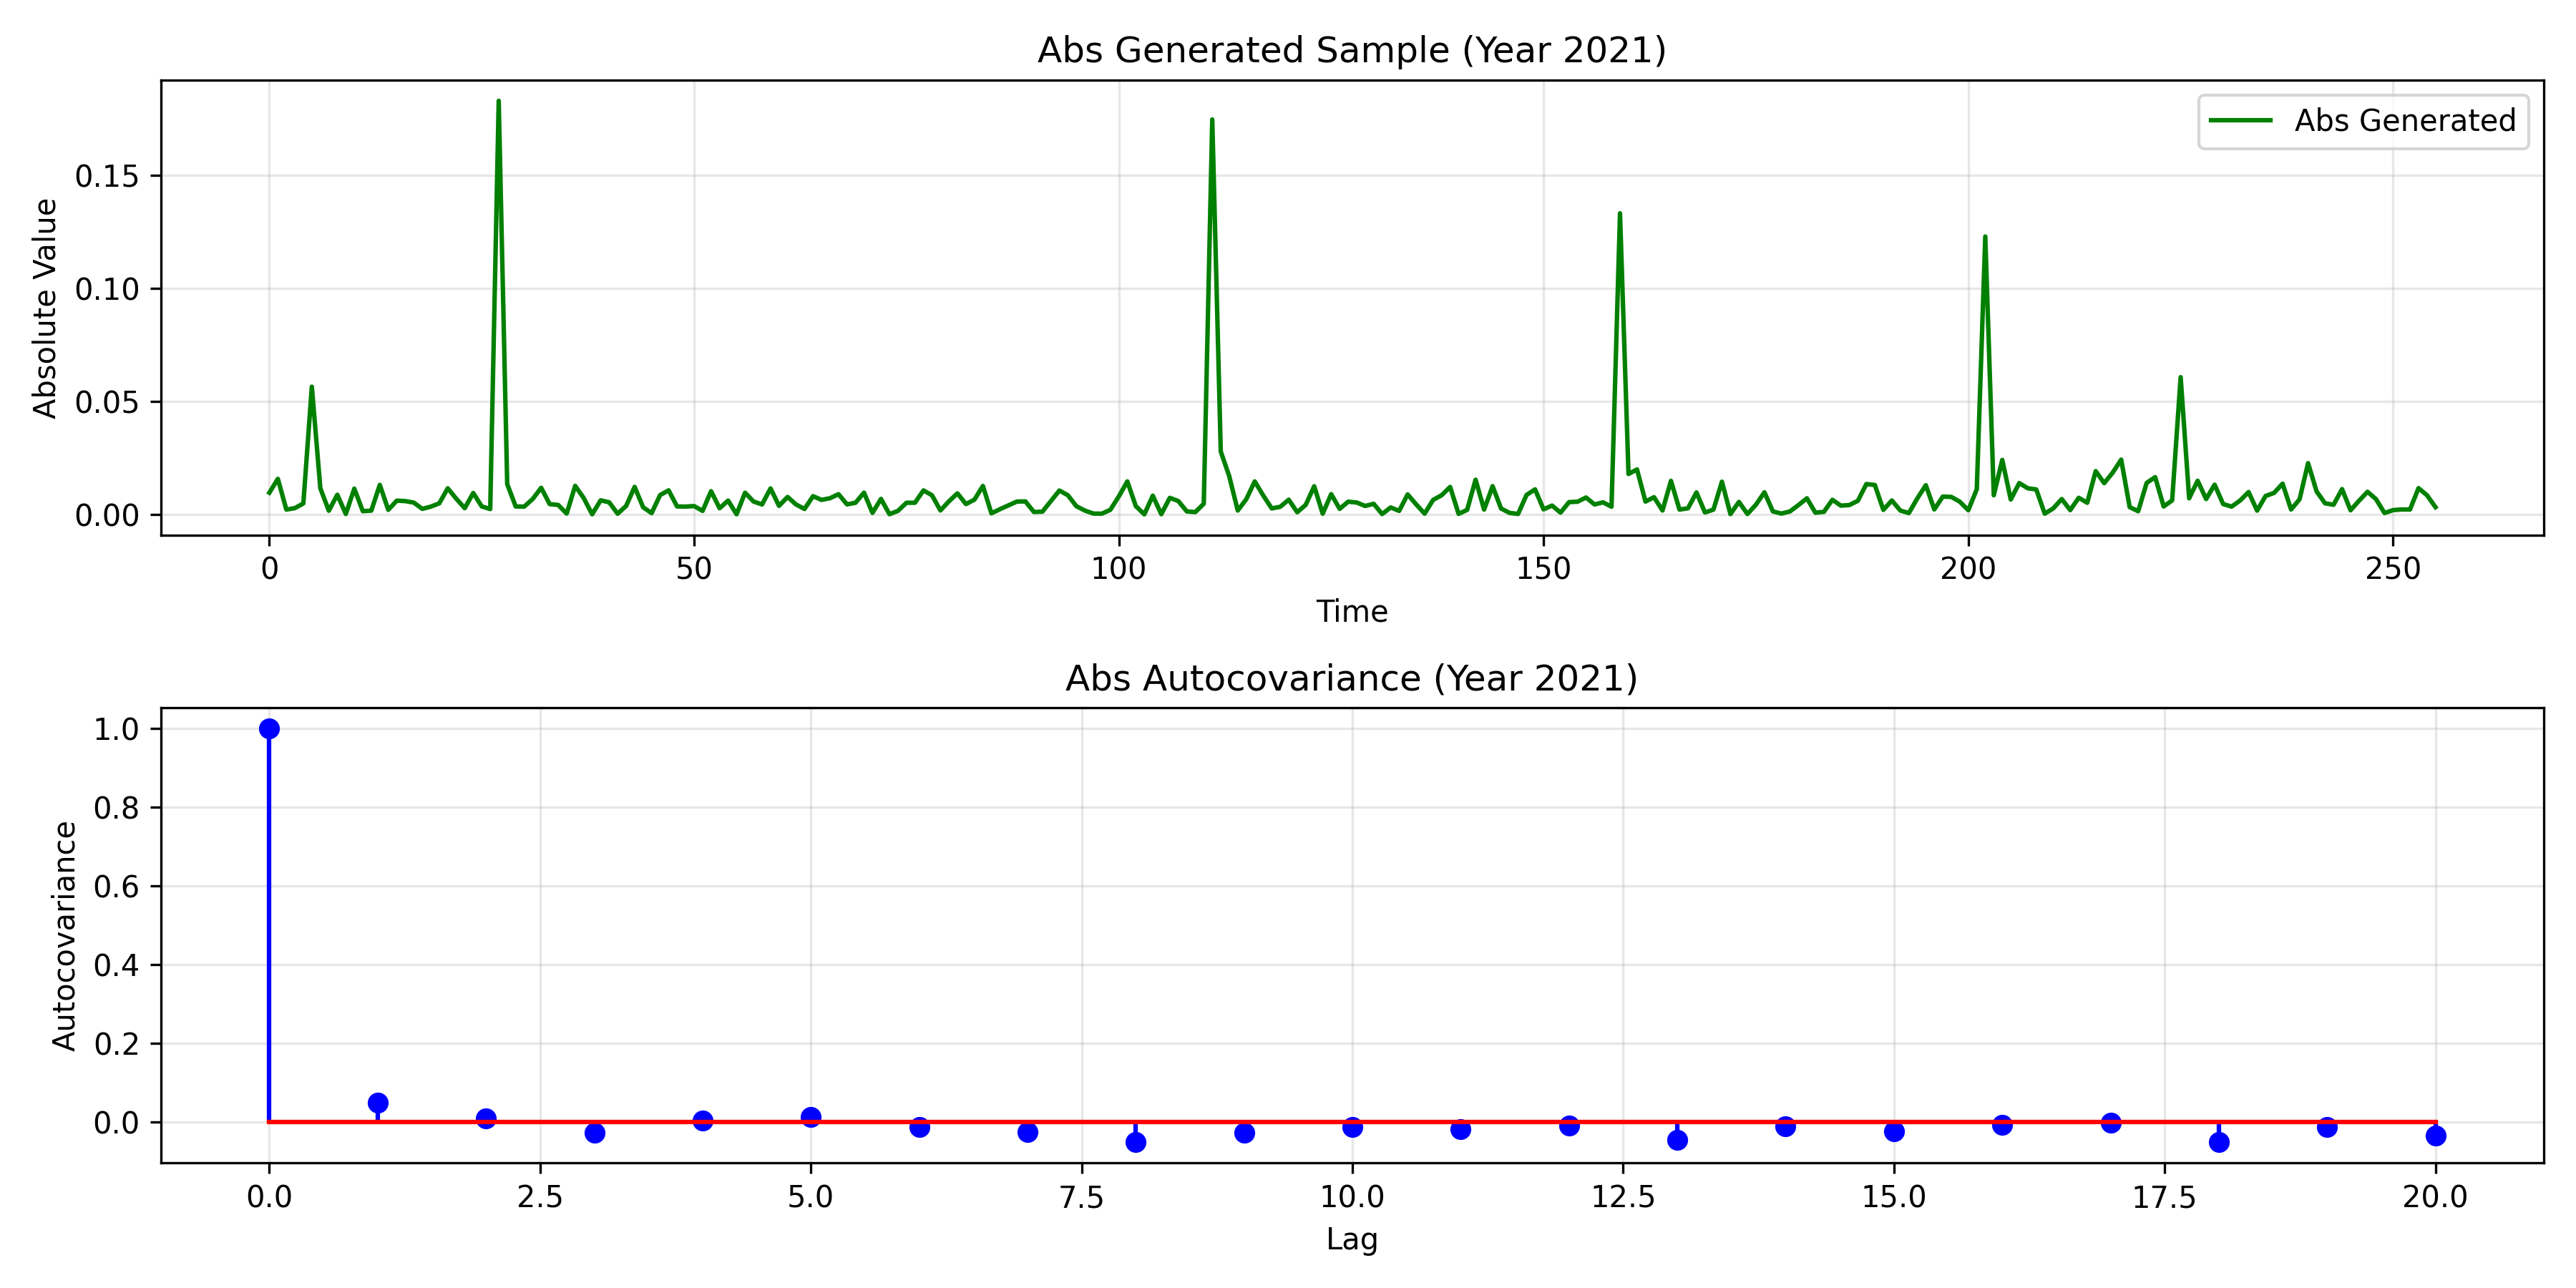 Abs Generated Sample (Year 2021)
Abs Generated
Absolute Value
0.15
0.10
0.05
0.00
0 50 100 150 200 250
Time
Abs Autocovariance (Year 2021)
Autocovariance
1.0
0.8
0.6
0.4
0.2
0.0
0.0 2.5 5.0 7.5 10.0 12.5 15.0 17.5 20.0
Lag